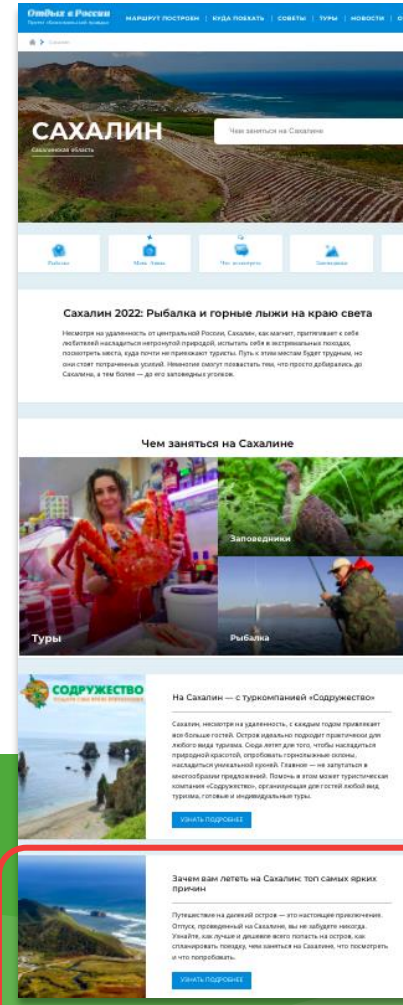 Отдых в России
МАРШРУТ ПОСТРОЕН | КУДА ПОЕХАТЬ | СОВЕТЫ | ТУРЫ | НОВОСТИ | О
Сахалин
САХАЛИН
Сахалинская область
Чем заняться на Сахалине
Рыбалка
Что посмотреть
Заповедники
Сахалин 2022: Рыбалка и горные лыжи на краю света
Несмотря на удаленность от центральной России, Сахалин, как магнит, притягивает к себе
любителей насладиться нетронутой природой, испытать себя в экстремальных походах,
посмотреть места, куда почти не приезжают туристы. Путь к этим местам будет трудным, но
они стоят потраченных усилий. Немногие смогут похвастать тем, что просто добирались до
Сахалина, а тем более — до его заповедных уголков.
Чем заняться на Сахалине
Туры
Заповедники
Рыбалка
СОДРУЖЕСТВО
На Сахалин — с туркомпанией «Содружество»
Сахалин, несмотря на удаленность, с каждым годом привлекает
все больше гостей. Остров идеально подходит практически для
любого вида туризма. Сюда летят для того, чтобы насладиться
природной красотой, опробовать горнолыжные склоны,
насладиться уникальной кухней. Главное — не запутаться в
многообразии предложений. Помочь в этом может туристическая
компания «Содружество», организующая для гостей любой вид
туризма, готовые и индивидуальные туры.
УЗНАТЬ ПОДРОБНЕЕ
Зачем вам лететь на Сахалин: топ самых ярких
причин
Путешествие на далекий остров — это настоящее приключение.
Отпуск, проведенный на Сахалине, вы не забудете никогда.
Узнайте, как лучше и дешевле всего попасть на остров, как
спланировать поездку, чем заняться на Сахалине, что посмотреть
и что попробовать.
УЗНАТЬ ПОДРОБНЕЕ